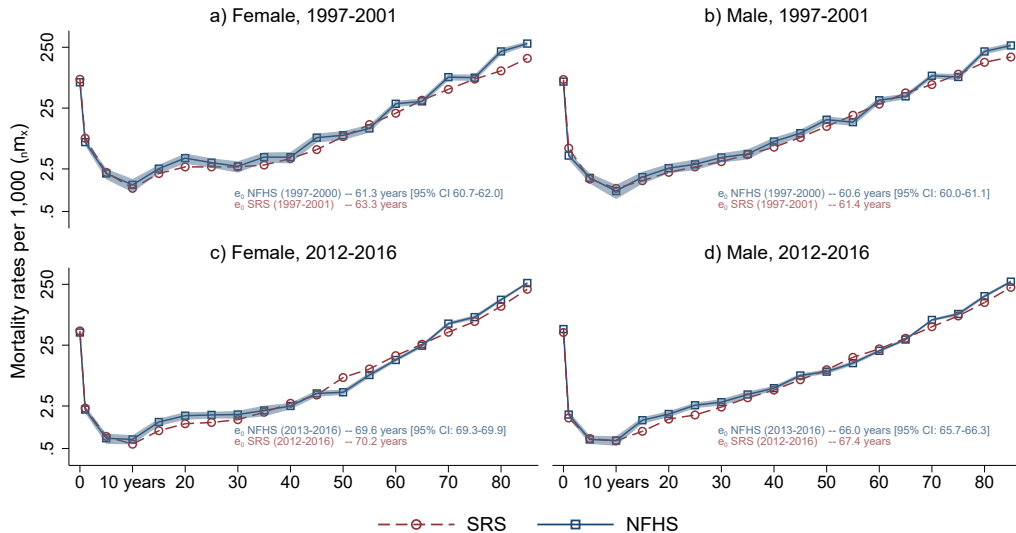 a) Female, 1997-2001
b) Male, 1997-2001
Mortality rates per 1,000 (ₙmₓ)
250
25
2.5
.5
e₀ NFHS (1997-2000) -- 61.3 years [95% CI 60.7-62.0]
e₀ SRS (1997-2001) -- 63.3 years
e₀ NFHS (1997-2000) -- 60.6 years [95% CI: 60.0-61.1]
e₀ SRS (1997-2001) -- 61.4 years
c) Female, 2012-2016
d) Male, 2012-2016
250
25
2.5
.5
e₀ NFHS (2013-2016) -- 69.6 years [95% CI: 69.3-69.9]
e₀ SRS (2012-2016) -- 70.2 years
e₀ NFHS (2013-2016) -- 66.0 years [95% CI: 65.7-66.3]
e₀ SRS (2012-2016) -- 67.4 years
0 10 years 20 30 40 50 60 70 80
0 10 years 20 30 40 50 60 70 80
SRS NFHS